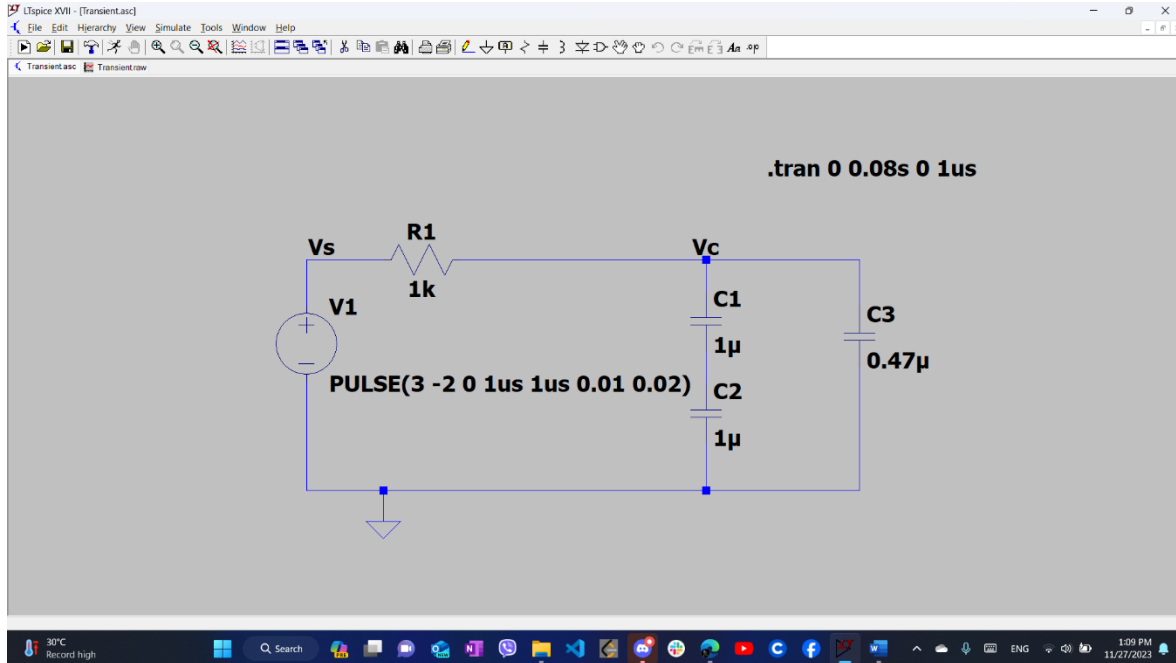 LTspice XVII - [Transient.asc]
File Edit Hierarchy View Simulate Tools Window Help
Aa .op
Transient.asc Transient.raw
.tran 0 0.08s 0 1us
Vs
R1
1k
Vc
V1
PULSE(3 -2 0 1us 1us 0.01 0.02)
C1
1µ
C2
1µ
C3
0.47µ
30°C
Record high
Search
ENG
1:09 PM
11/27/2023